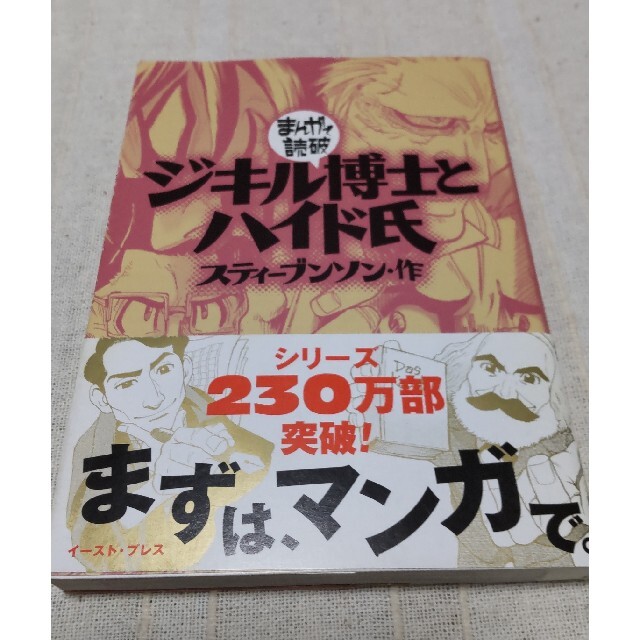 まんがで
読破
ジキル博士と
ハイド氏
スティーブンソン・作
シリーズ
230万部
突破!
まずは、マンガで。
イースト・プレス